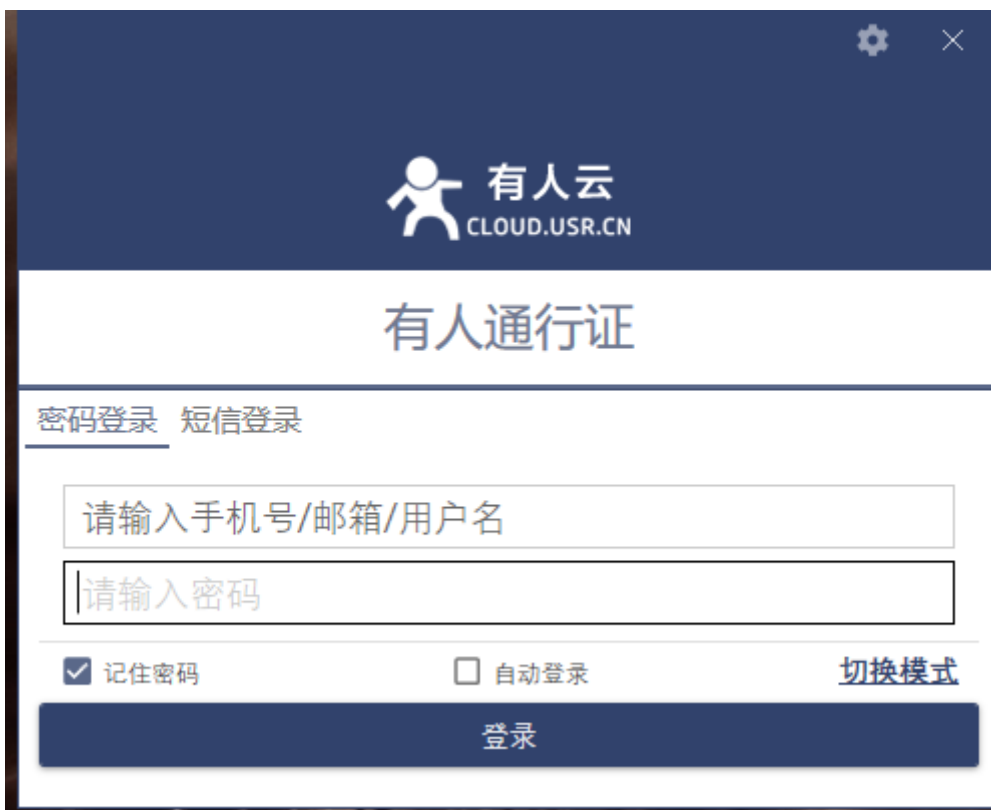 有人云
CLOUD.USR.CN
有人通行证
密码登录 短信登录
请输入手机号/邮箱/用户名
请输入密码
记住密码 自动登录 切换模式
登录